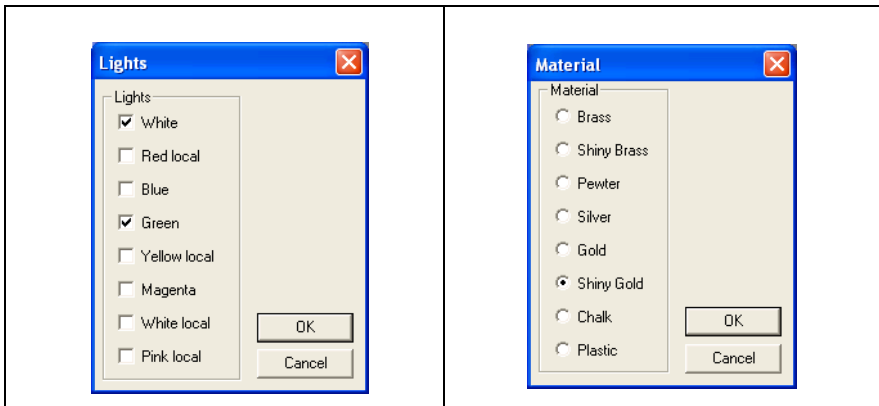 Lights
Lights
White
Red local
Blue
Green
Yellow local
Magenta
White local
Pink local
OK
Cancel
Material
Material
Brass
Shiny Brass
Pewter
Silver
Gold
Shiny Gold
Chalk
Plastic
OK
Cancel